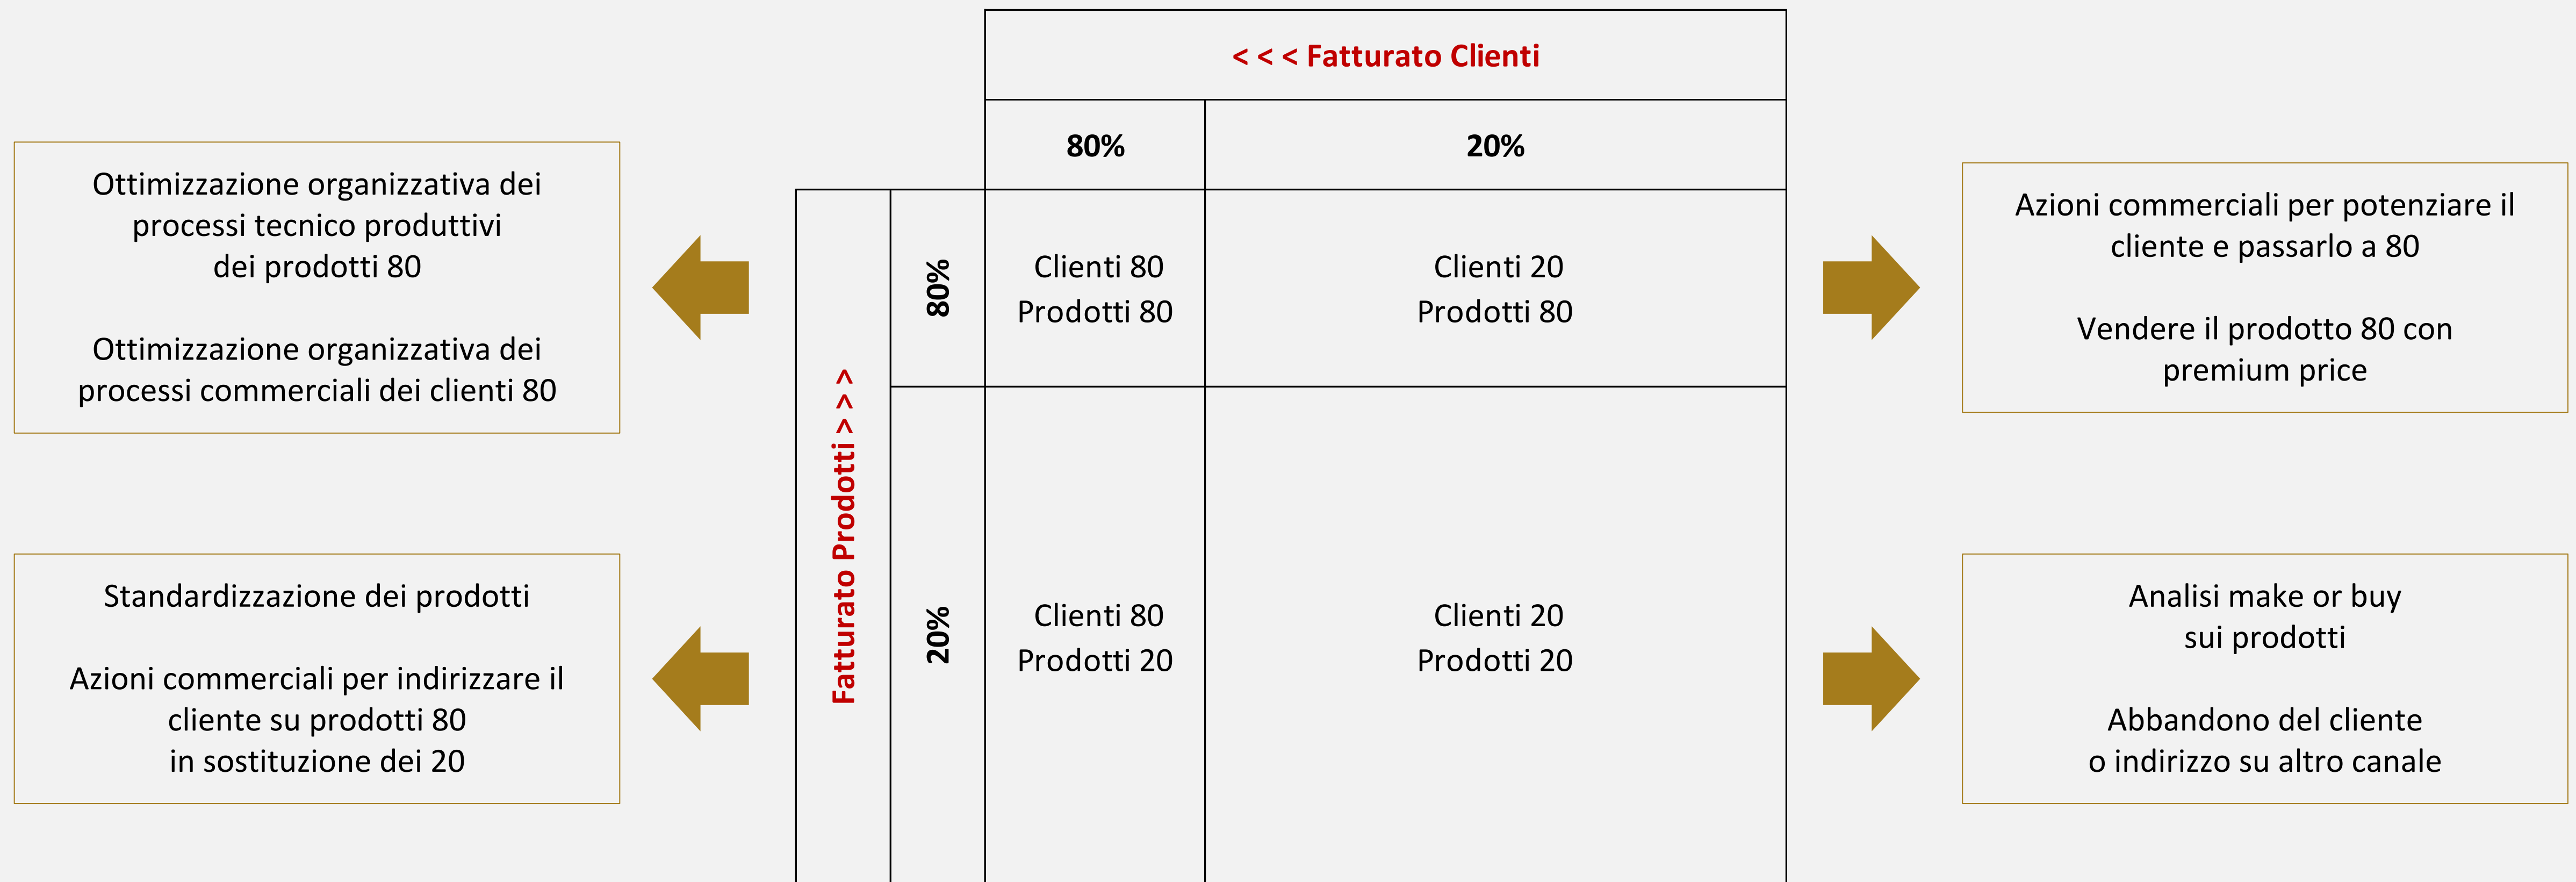 < < < Fatturato Clienti
80%
20%
Ottimizzazione organizzativa dei
processi tecnico produttivi
dei prodotti 80
Ottimizzazione organizzativa dei
processi commerciali dei clienti 80
Fatturato Prodotti > > >
80%
Clienti 80
Prodotti 80
Clienti 20
Prodotti 80
Azioni commerciali per potenziare il
cliente e passarlo a 80
Vendere il prodotto 80 con
premium price
Standardizzazione dei prodotti
Azioni commerciali per indirizzare il
cliente su prodotti 80
in sostituzione dei 20
20%
Clienti 80
Prodotti 20
Clienti 20
Prodotti 20
Analisi make or buy
sui prodotti
Abbandono del cliente
o indirizzo su altro canale